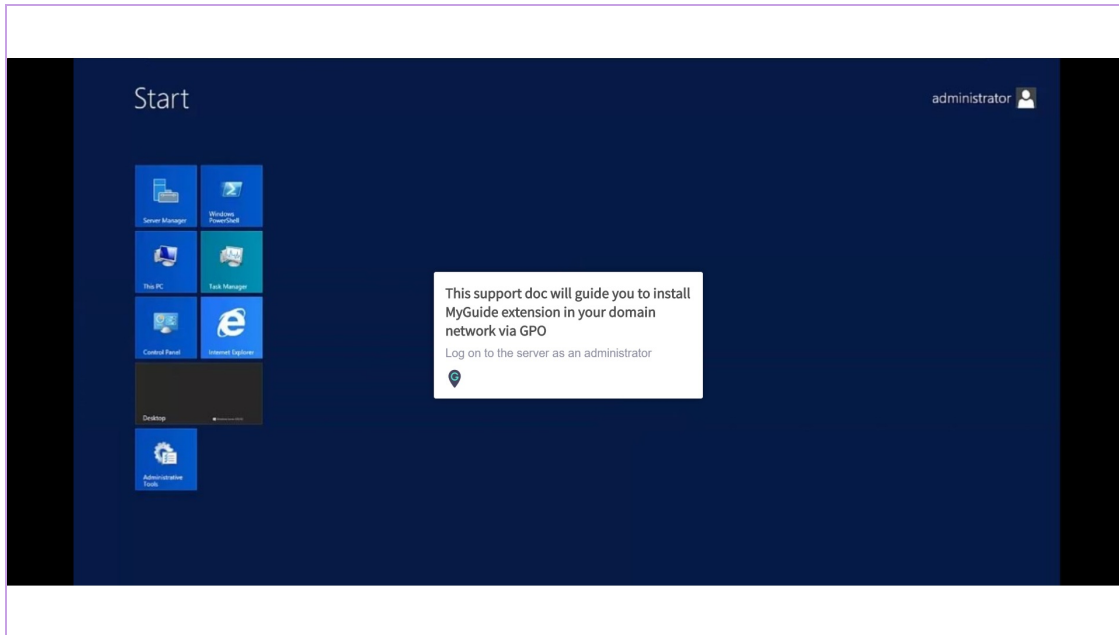 Start
administrator
Server Manager
Windows
PowerShell
This PC
Task Manager
Control Panel
Internet Explorer
Desktop
Administrative
Tools
This support doc will guide you to install
MyGuide extension in your domain
network via GPO
Log on to the server as an administrator